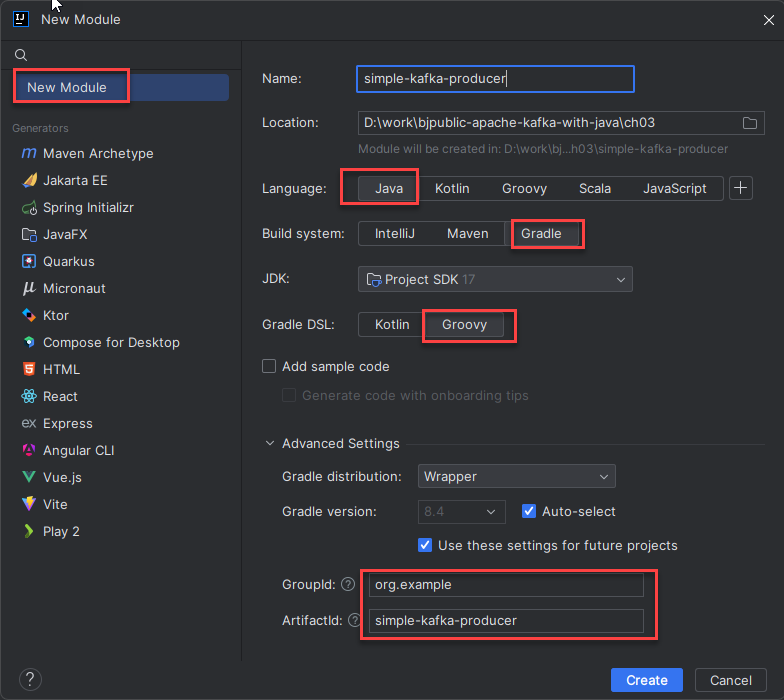 New Module
New Module
Generators
Maven Archetype
Jakarta EE
Spring Initializr
JavaFX
Quarkus
Micronaut
Ktor
Compose for Desktop
HTML
React
Express
Angular CLI
Vue.js
Vite
Play 2
Name: simple-kafka-producer
Location: D:\work\bjpublic-apache-kafka-with-java\ch03
Module will be created in: D:\work\bj...h03\simple-kafka-producer
Language: Java Kotlin Groovy Scala JavaScript +
Build system: IntelliJ Maven Gradle
JDK: Project SDK 17
Gradle DSL: Kotlin Groovy
Add sample code
Generate code with onboarding tips
Advanced Settings
Gradle distribution: Wrapper
Gradle version: 8.4 Auto-select
Use these settings for future projects
GroupId: ? org.example
ArtifactId: ? simple-kafka-producer
? Create Cancel